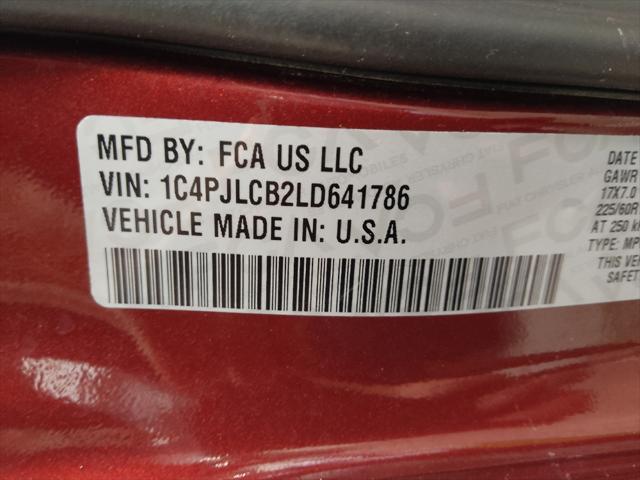 MFD BY: FCA US LLC
VIN: 1C4PJLCB2LD641786
VEHICLE MADE IN: U.S.A.
DATE
GAWR
17X7.0
225/60R
AT 250 k
TYPE: MP
THIS VE
SAFET